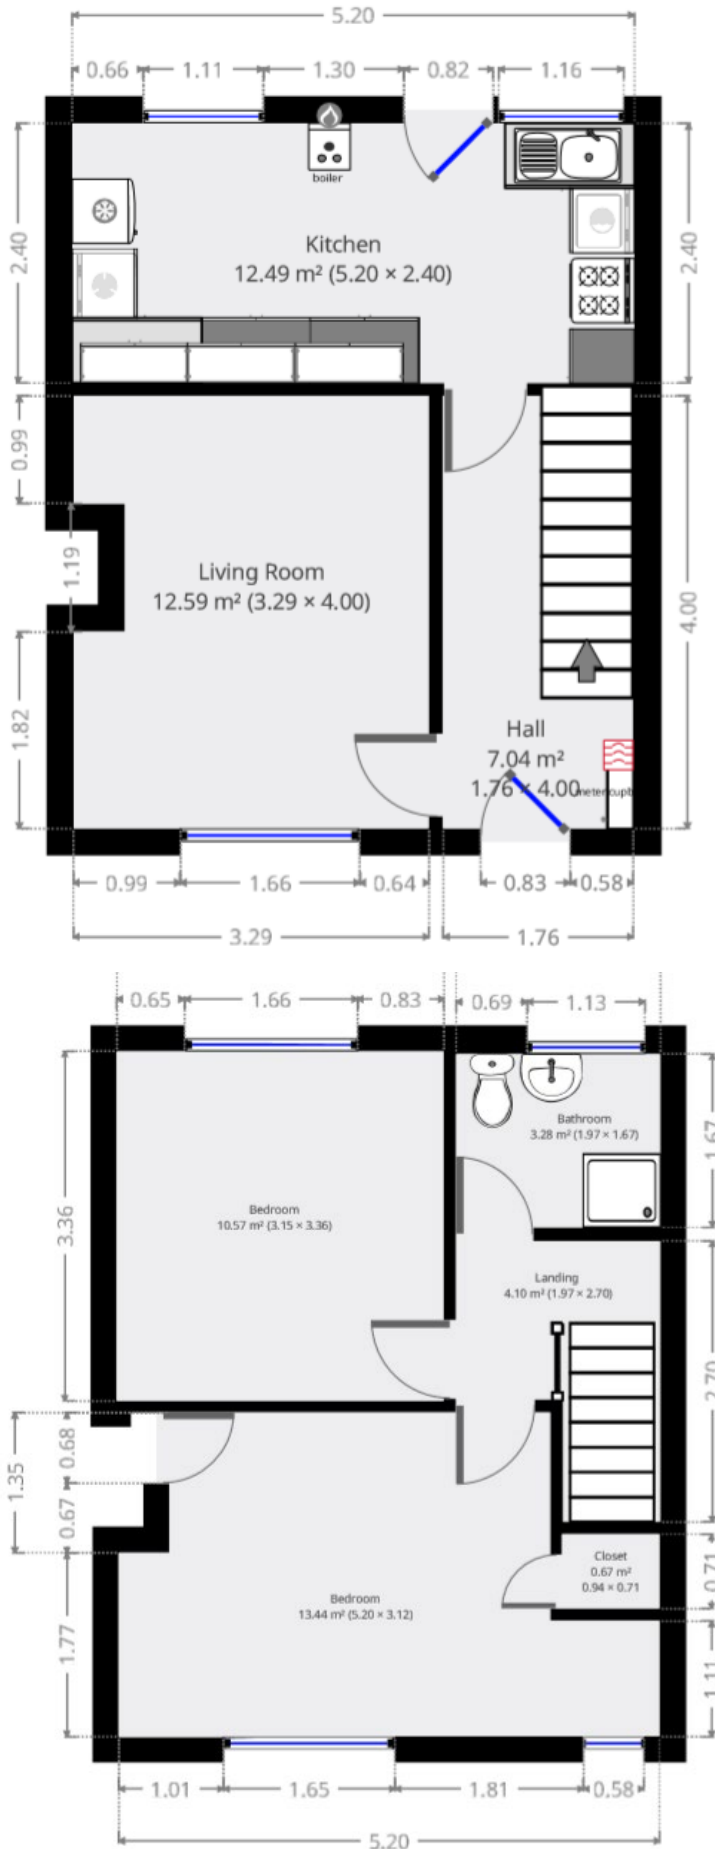 5.20
0.66 1.11 1.30 0.82 1.16
boiler
2.40
Kitchen
12.49 m² (5.20 × 2.40)
2.40
0.99
1.19
Living Room
12.59 m² (3.29 × 4.00)
4.00
1.82
Hall
7.04 m²
1.76 × 4.00
meter cupb
0.99 1.66 0.64 0.83 0.58
3.29 1.76
0.65 1.66 0.83 0.69 1.13
Bathroom
3.28 m² (1.97 × 1.67)
1.67
3.36
Bedroom
10.57 m² (3.15 × 3.36)
Landing
4.10 m² (1.97 × 2.70)
2.70
0.68
1.35
0.67
Closet
0.67 m²
0.94 × 0.71
0.71
Bedroom
13.44 m² (5.20 × 3.12)
1.77
1.11
1.01 1.65 1.81 0.58
5.20